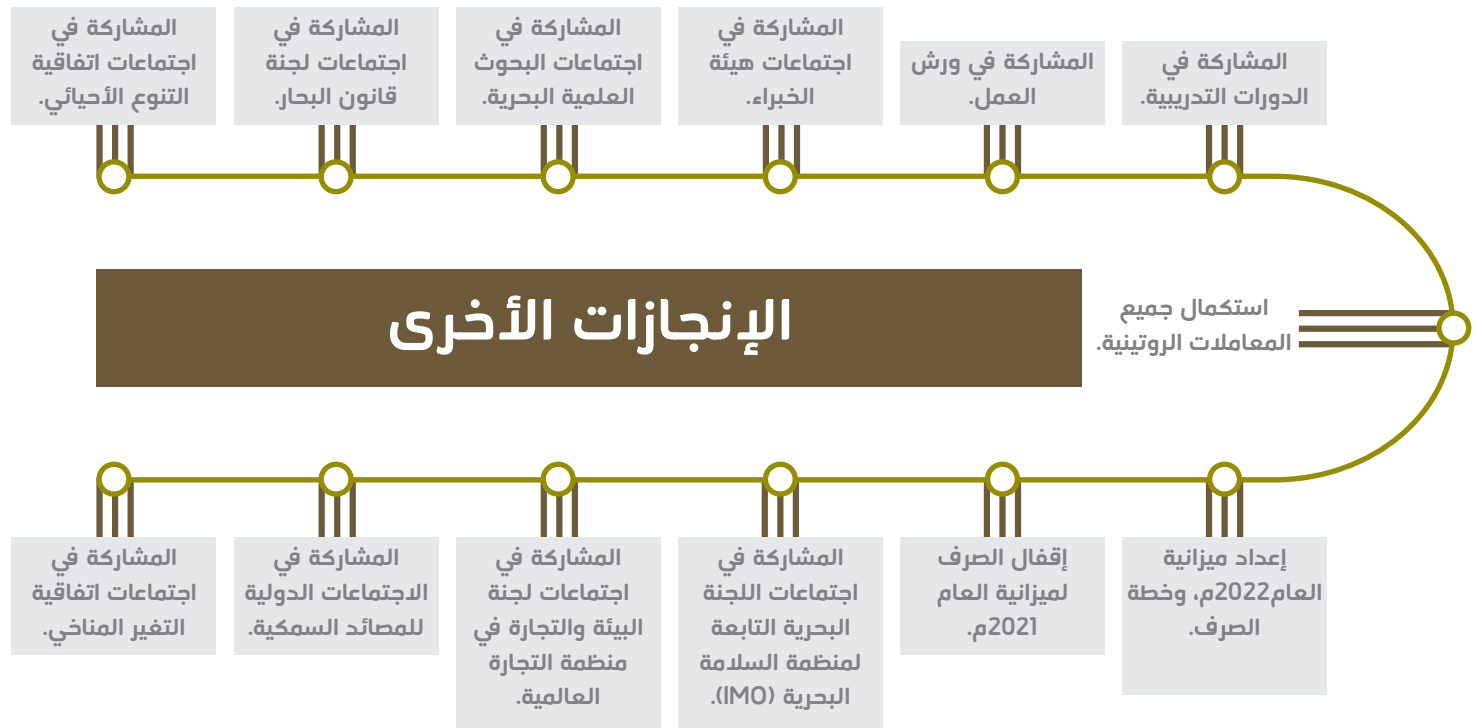 المشاركة في
الدورات التدريبية.
المشاركة في ورش
العمل.
المشاركة في
اجتماعات هيئة
الخبراء.
المشاركة في
اجتماعات البحوث
العلمية البحرية.
المشاركة في
اجتماعات لجنة
قانون البحار.
المشاركة في
اجتماعات اتفاقية
التنوع الأحيائي.
استكمال جميع
المعاملات الروتينية.
الإنجازات الأخرى
إعداد ميزانية
العام2022م، وخطة
الصرف.
إقفال الصرف
لميزانية العام
2021م.
المشاركة في
اجتماعات اللجنة
البحرية التابعة
لمنظمة السلامة
البحرية (IMO).
المشاركة في
اجتماعات لجنة
البيئة والتجارة في
منظمة التجارة
العالمية.
المشاركة في
الاجتماعات الدولية
للمصائد السمكية.
المشاركة في
اجتماعات اتفاقية
التغير المناخي.